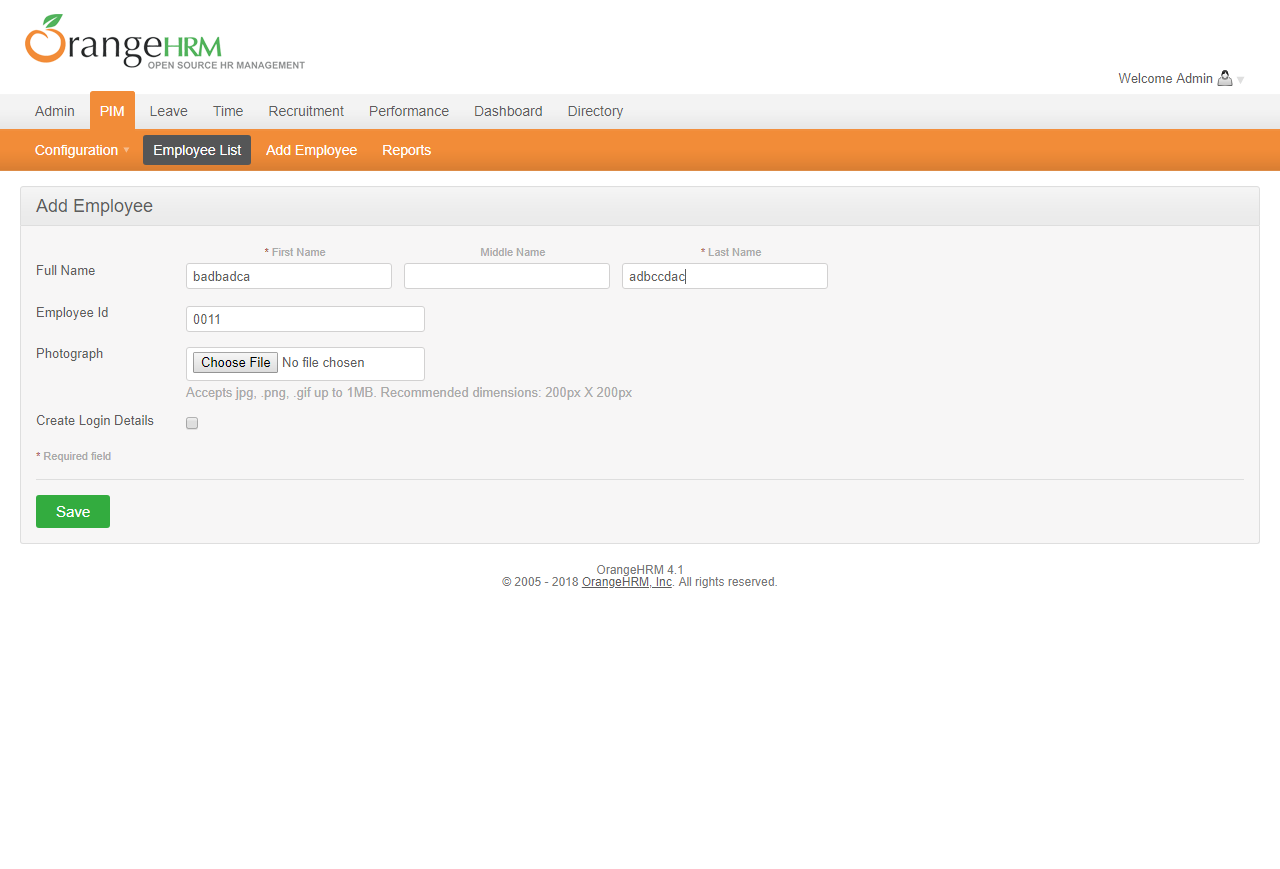 OrangeHRM
OPEN SOURCE HR MANAGEMENT
Welcome Admin
Admin PIM Leave Time Recruitment Performance Dashboard Directory
Configuration Employee List Add Employee Reports
Add Employee
* First Name Middle Name * Last Name
Full Name badbadca adbccdac
Employee Id 0011
Photograph Choose File No file chosen
Accepts jpg, .png, .gif up to 1MB. Recommended dimensions: 200px X 200px
Create Login Details
* Required field
Save
OrangeHRM 4.1
© 2005 - 2018 OrangeHRM, Inc. All rights reserved.